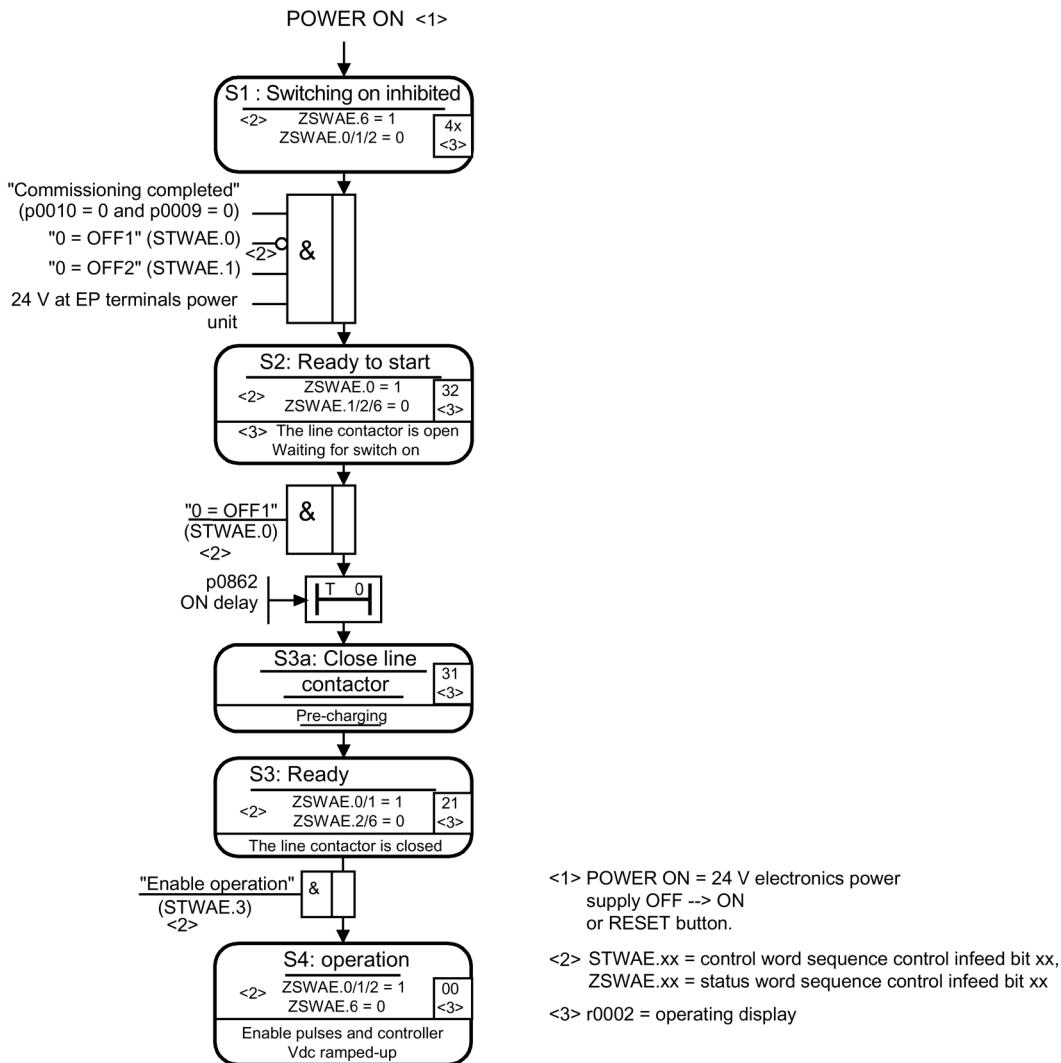 POWER ON <1>
S1 : Switching on inhibited
<2> ZSWAE.6 = 1
ZSWAE.0/1/2 = 0
4x
<3>
"Commissioning completed"
(p0010 = 0 and p0009 = 0)
"0 = OFF1" (STWAE.0)
<2>
&
"0 = OFF2" (STWAE.1)
24 V at EP terminals power
unit
S2: Ready to start
<2> ZSWAE.0 = 1
ZSWAE.1/2/6 = 0
32
<3>
<3> The line contactor is open
Waiting for switch on
"0 = OFF1"
(STWAE.0)
<2>
&
p0862
ON delay
T 0
S3a: Close line
contactor
31
<3>
Pre-charging
S3: Ready
<2> ZSWAE.0/1 = 1
ZSWAE.2/6 = 0
21
<3>
The line contactor is closed
"Enable operation"
(STWAE.3)
<2>
&
S4: operation
<2> ZSWAE.0/1/2 = 1
ZSWAE.6 = 0
00
<3>
Enable pulses and controller
Vdc ramped-up
<1> POWER ON = 24 V electronics power
supply OFF --> ON
or RESET button.
<2> STWAE.xx = control word sequence control infeed bit xx,
ZSWAE.xx = status word sequence control infeed bit xx
<3> r0002 = operating display